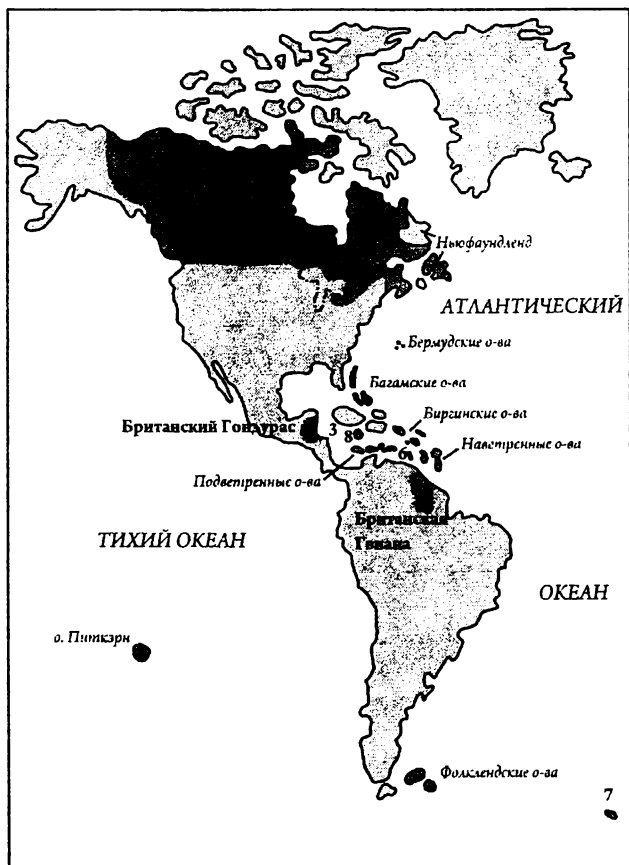 Ньюфаундленд
АТЛАНТИЧЕСКИЙ
Бермудские о-ва
Багамские о-ва
Виргинские о-ва
Британский Гондурас
3
8
6
Наветренные о-ва
Подветренные о-ва
Британская
Гвиана
ТИХИЙ ОКЕАН
ОКЕАН
о. Питкэрн
Фолклендские о-ва
7